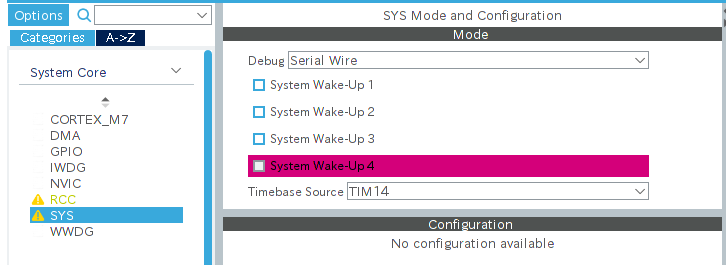 Options
Categories A->Z
System Core
CORTEX_M7
DMA
GPIO
IWDG
NVIC
RCC
SYS
WWDG
SYS Mode and Configuration
Mode
Debug Serial Wire
System Wake-Up 1
System Wake-Up 2
System Wake-Up 3
System Wake-Up 4
Timebase Source TIM14
Configuration
No configuration available